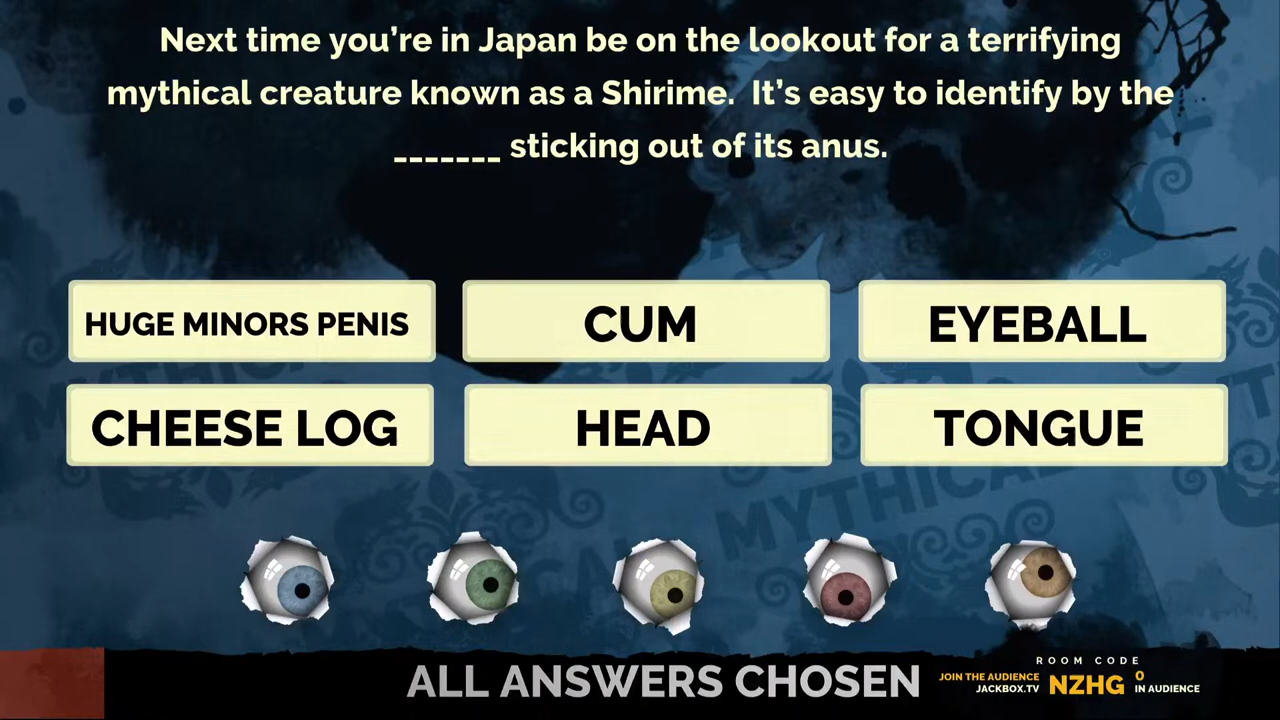 Next time you're in Japan be on the lookout for a terrifying
mythical creature known as a Shirime.  It's easy to identify by the
_______ sticking out of its anus.
HUGE MINORS PENIS
CUM
EYEBALL
CHEESE LOG
HEAD
TONGUE
MYTHICAL
ALL ANSWERS CHOSEN
ROOM CODE
JOIN THE AUDIENCE
JACKBOX.TV
NZHG
0
IN AUDIENCE